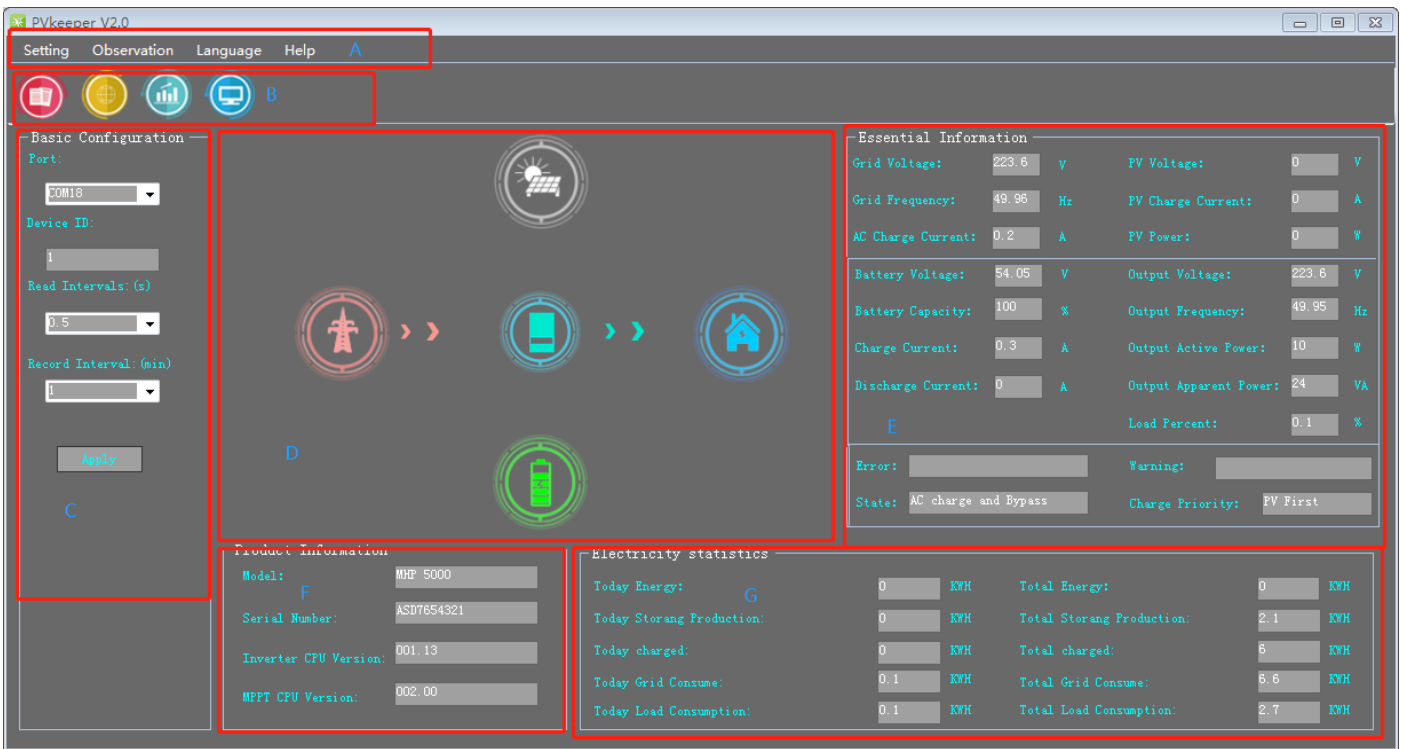 PVkeeper V2.0
Setting Observation Language Help A
B
Basic Configuration
Port:
COM18
Device ID:
1
Read Intervals:(s)
0.5
Record Interval:(min)
1
Apply
C
D
Essential Information
Grid Voltage: 223.6 V PV Voltage: 0 V
Grid Frequency: 49.96 Hz PV Charge Current: 0 A
AC Charge Current: 0.2 A PV Power: 0 W
Battery Voltage: 54.05 V Output Voltage: 223.6 V
Battery Capacity: 100 % Output Frequency: 49.95 Hz
Charge Current: 0.3 A Output Active Power: 10 W
Discharge Current: 0 A Output Apparent Power: 24 VA
E Load Percent: 0.1 %
Error: Warning:
State: AC charge and Bypass Charge Priority: PV First
Product Information
Model: MHP 5000
F
Serial Number: ASD7654321
Inverter CPU Version: 001.13
MPPT CPU Version: 002.00
Electricity statistics
Today Energy: 0 KWH Total Energy: 0 KWH
G
Today Storang Production: 0 KWH Total Storang Production: 2.1 KWH
Today charged: 0 KWH Total charged: 6 KWH
Today Grid Consume: 0.1 KWH Total Grid Consume: 6.6 KWH
Today Load Consumption: 0.1 KWH Total Load Consumption: 2.7 KWH